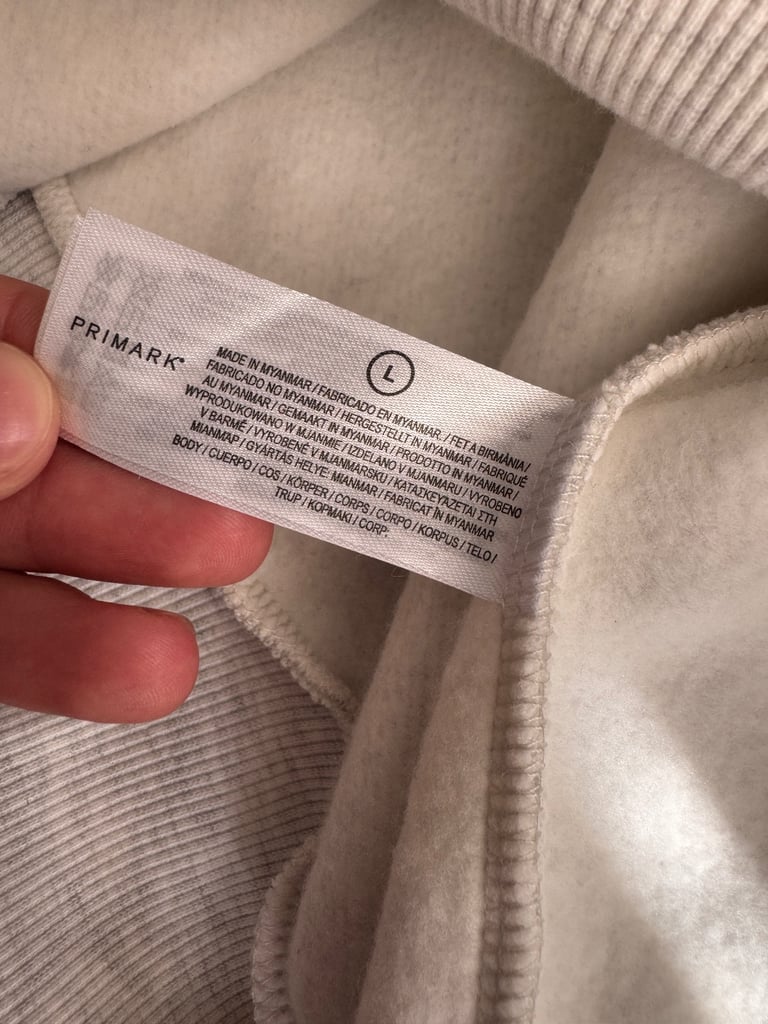 PRIMARK®
L
MADE IN MYANMAR / FABRICADO EN MYANMAR. / FET A BIRMÀNIA /
FABRICADO NO MYANMAR / HERGESTELLT IN MYANMAR / FABRIQUÉ
AU MYANMAR / GEMAAKT IN MYANMAR / PRODOTTO IN MYANMAR /
WYPRODUKOWANO W MJANMIE / IZDELANO V MJANMARU / VYROBENO
V BARMĚ / VYROBENÉ V MJANMARSKU / ΚΑΤΑΣΚΕΥΑΖΕΤΑΙ ΣΤΗ
ΜΙΑΝΜΑΡ / GYÁRTÁS HELYE: MIANMAR / FABRICAT ÎN MYANMAR
BODY / CUERPO / COS / KÖRPER / CORPS / CORPO / KORPUS / TELO /
TRUP / ΚΟΡΜΑΚΙ / CORP.